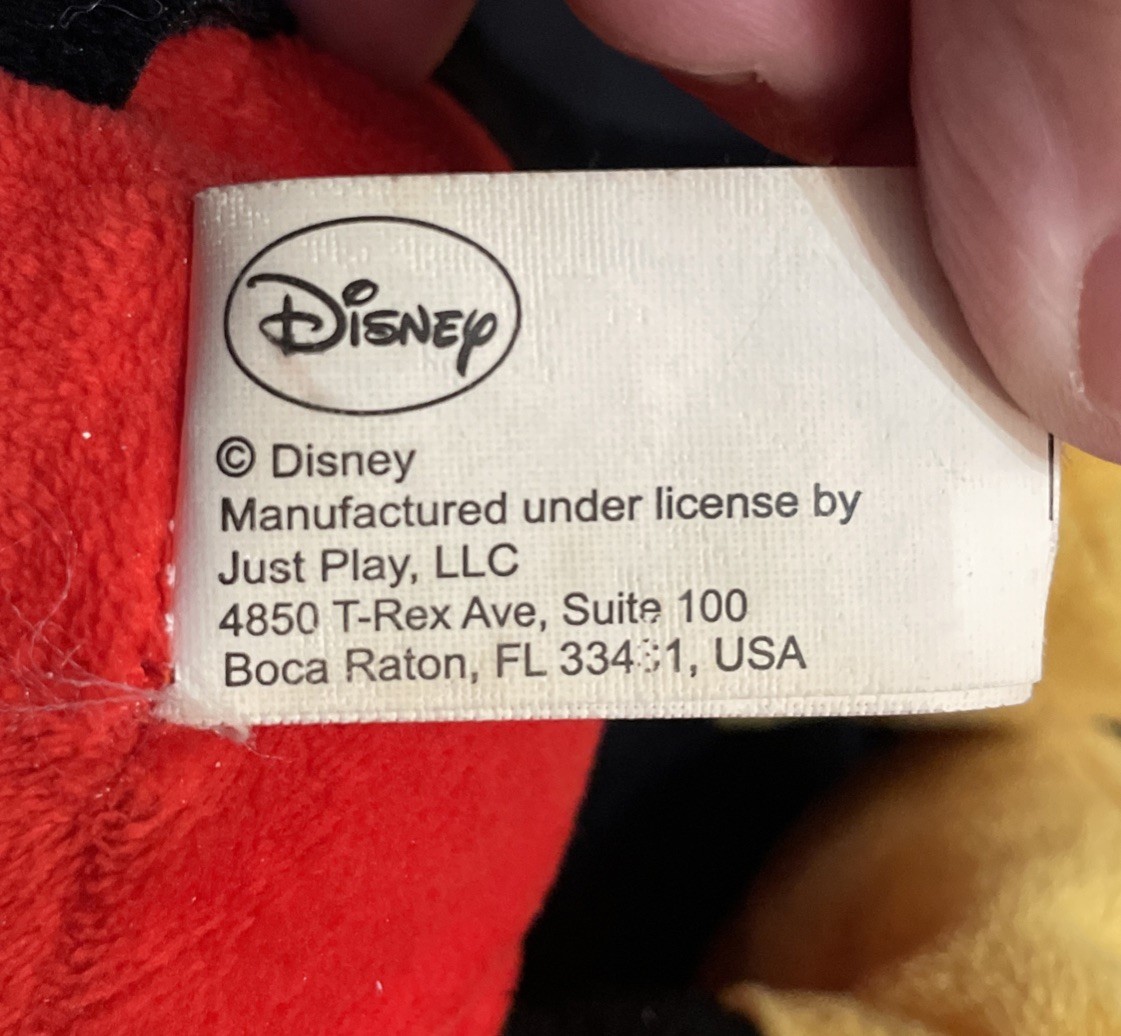 Disney
© Disney
Manufactured under license by
Just Play, LLC
4850 T-Rex Ave, Suite 100
Boca Raton, FL USA